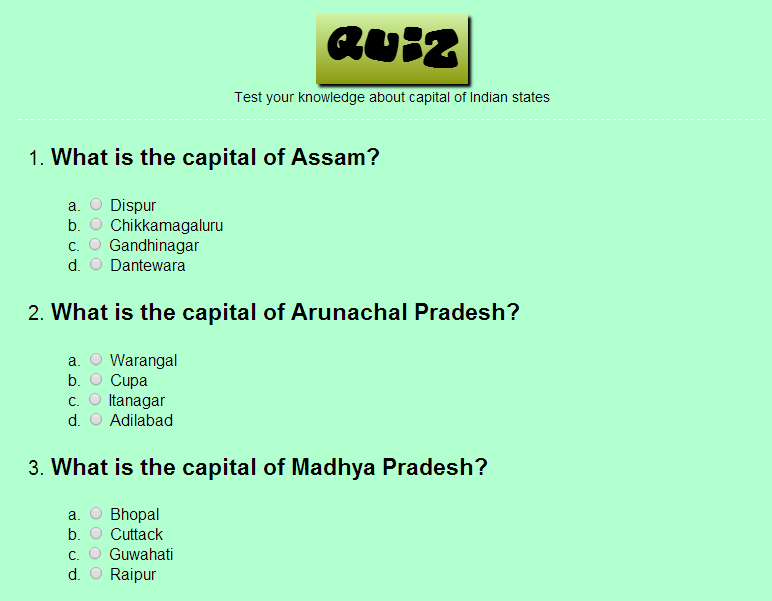 QUIZ
Test your knowledge about capital of Indian states
1. What is the capital of Assam?
a. Dispur
b. Chikkamagaluru
c. Gandhinagar
d. Dantewara
2. What is the capital of Arunachal Pradesh?
a. Warangal
b. Cupa
c. Itanagar
d. Adilabad
3. What is the capital of Madhya Pradesh?
a. Bhopal
b. Cuttack
c. Guwahati
d. Raipur